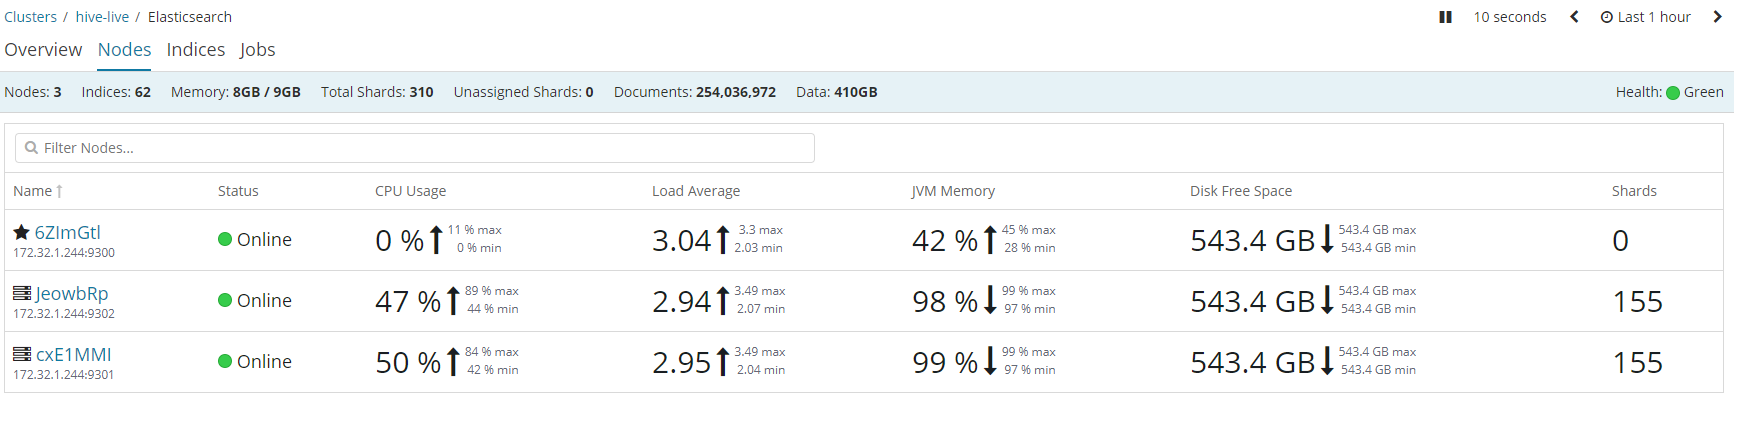 Clusters / hive-live / Elasticsearch 10 seconds Last 1 hour
Overview Nodes Indices Jobs
Nodes: 3 Indices: 62 Memory: 8GB / 9GB Total Shards: 310 Unassigned Shards: 0 Documents: 254,036,972 Data: 410GB Health: Green
Filter Nodes...
Name Status CPU Usage Load Average JVM Memory Disk Free Space Shards
6ZImGtl Online 0 % 11 % max 0 % min 3.04 3.3 max 2.03 min 42 % 45 % max 28 % min 543.4 GB 543.4 GB max 543.4 GB min 0
172.32.1.244:9300
JeowbRp Online 47 % 89 % max 44 % min 2.94 3.49 max 2.07 min 98 % 99 % max 97 % min 543.4 GB 543.4 GB max 543.4 GB min 155
172.32.1.244:9302
cxE1MMI Online 50 % 84 % max 42 % min 2.95 3.49 max 2.04 min 99 % 99 % max 97 % min 543.4 GB 543.4 GB max 543.4 GB min 155
172.32.1.244:9301